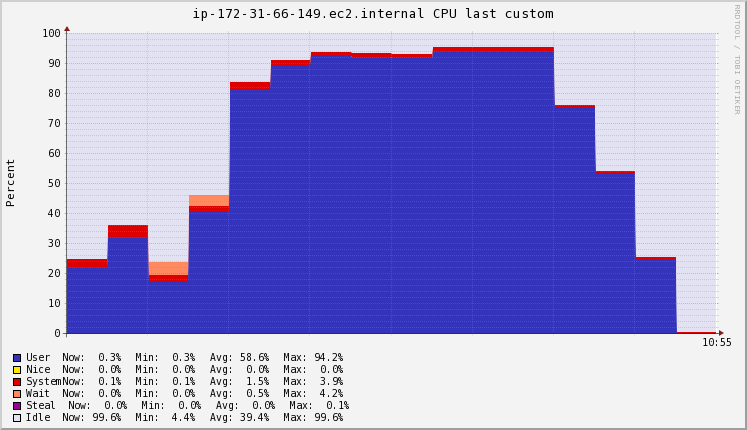 ip-172-31-66-149.ec2.internal CPU last custom
RRDTOOL / TOBI OETIKER
Percent
100
90
80
70
60
50
40
30
20
10
0
10:55
User Now: 0.3% Min: 0.3% Avg: 58.6% Max: 94.2%
Nice Now: 0.0% Min: 0.0% Avg: 0.0% Max: 0.0%
System Now: 0.1% Min: 0.1% Avg: 1.5% Max: 3.9%
Wait Now: 0.0% Min: 0.0% Avg: 0.5% Max: 4.2%
Steal Now: 0.0% Min: 0.0% Avg: 0.0% Max: 0.1%
Idle Now: 99.6% Min: 4.4% Avg: 39.4% Max: 99.6%